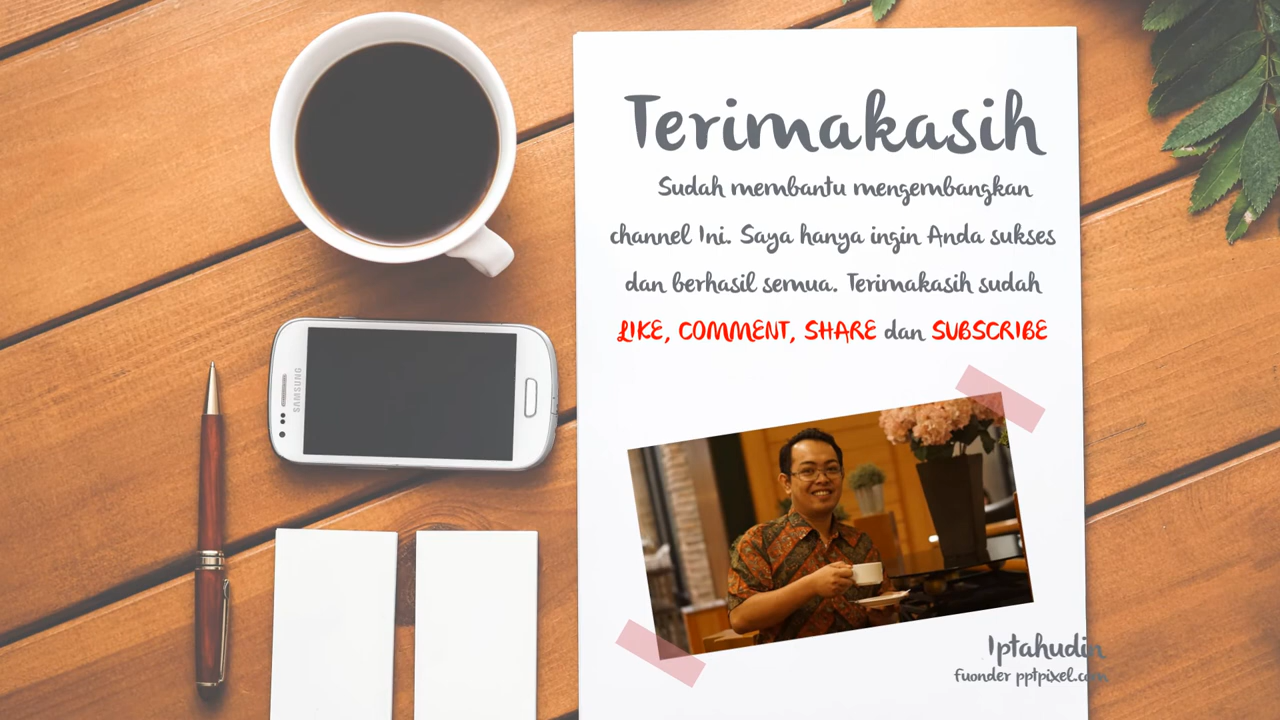 Terimakasih
Sudah membantu mengembangkan
channel Ini. Saya hanya ingin Anda sukses
dan berhasil semua. Terimakasih sudah
LIKE, COMMENT, SHARE dan SUBSCRIBE
SAMSUNG
Iptahudin
fuonder pptpixel.com